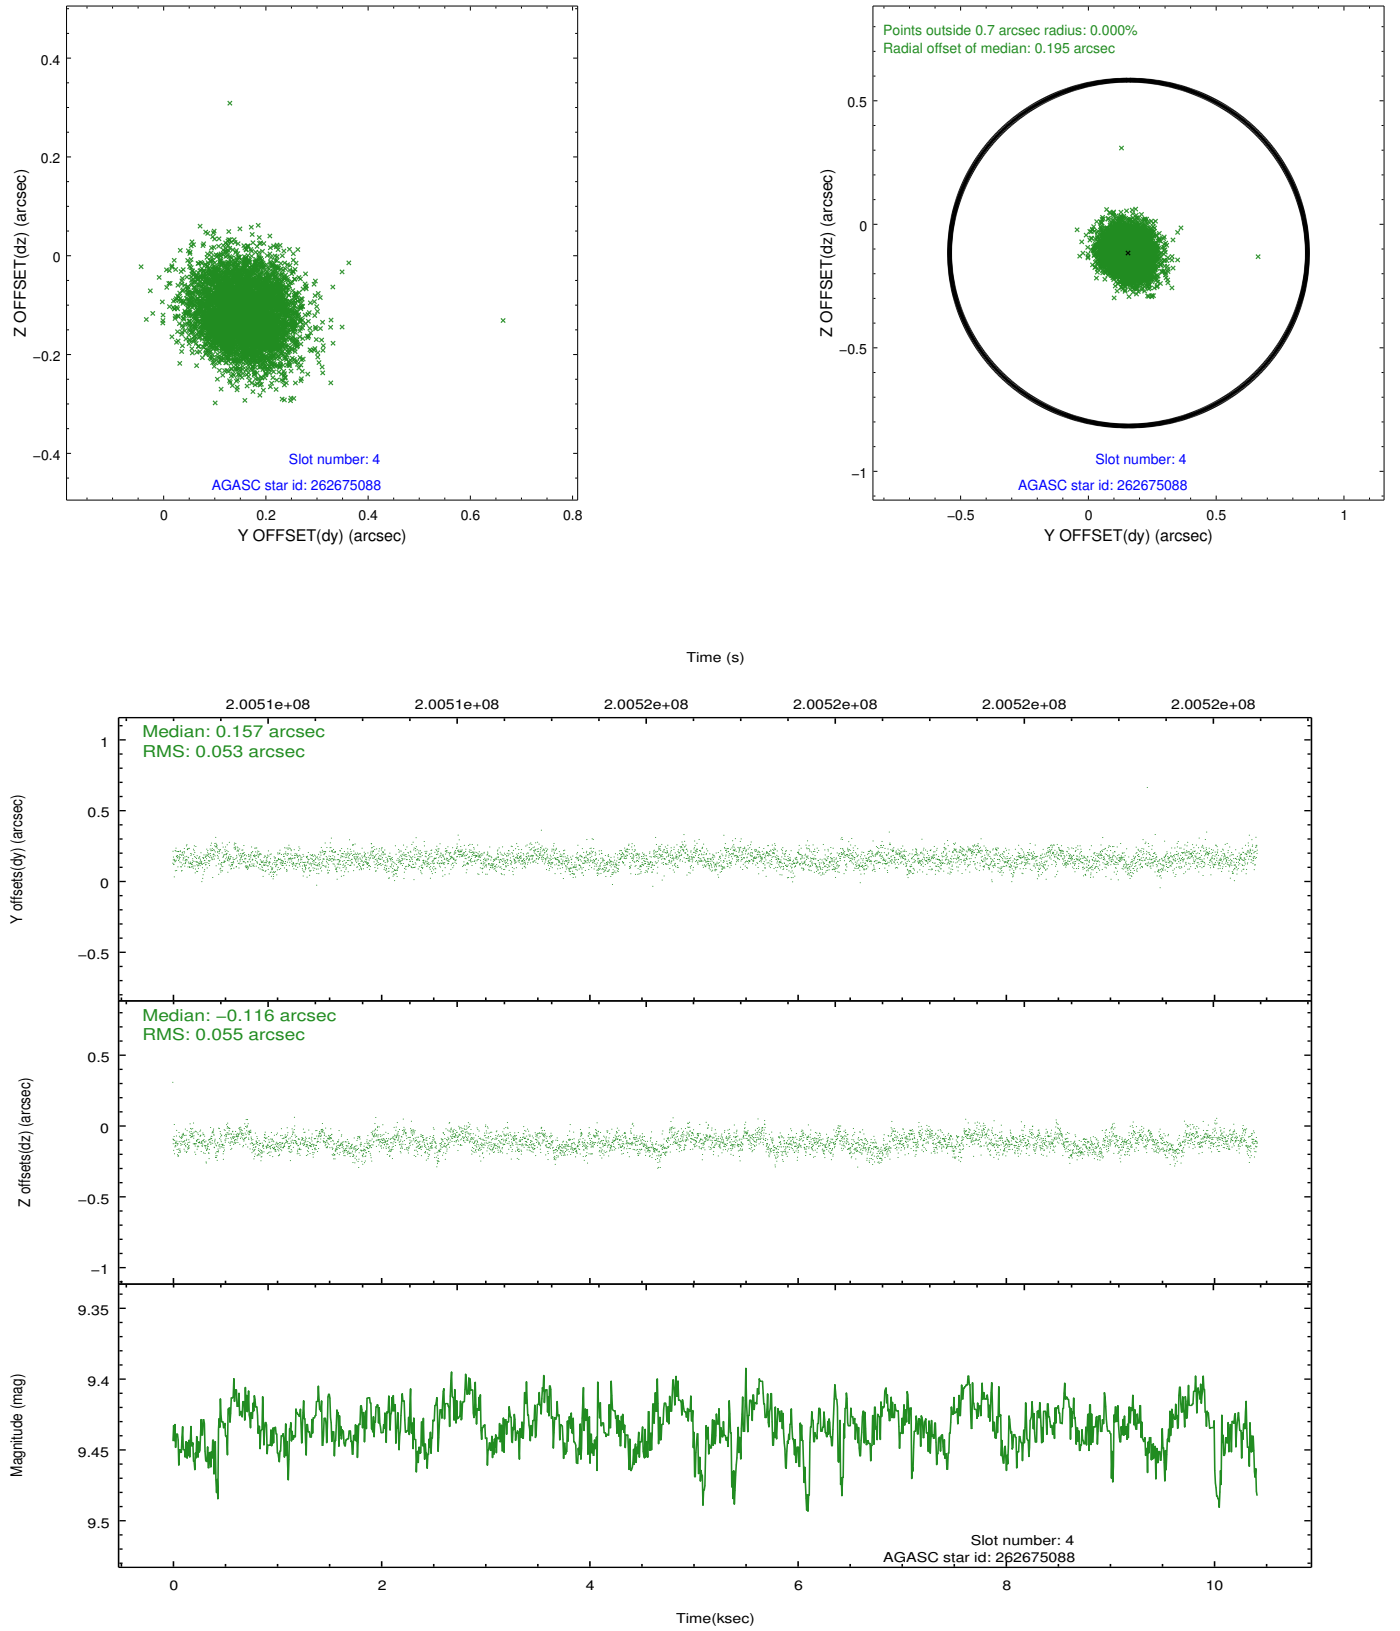 0.4
0.2
0
−0.2
−0.4
Z OFFSET(dz) (arcsec)
Slot number: 4
AGASC star id: 262675088
0 0.2 0.4 0.6 0.8
Y OFFSET(dy) (arcsec)
Points outside 0.7 arcsec radius: 0.000%
Radial offset of median: 0.195 arcsec
0.5
0
−0.5
−1
Z OFFSET(dz) (arcsec)
Slot number: 4
AGASC star id: 262675088
−0.5 0 0.5 1
Y OFFSET(dy) (arcsec)
Time (s)
2.0051e+08 2.0051e+08 2.0052e+08 2.0052e+08 2.0052e+08 2.0052e+08
Median: 0.157 arcsec
RMS: 0.053 arcsec
1
0.5
0
−0.5
Y offsets(dy) (arcsec)
Median: −0.116 arcsec
RMS: 0.055 arcsec
0.5
0
−0.5
−1
Z offsets(dz) (arcsec)
9.35
9.4
9.45
9.5
Magnitude (mag)
Slot number: 4
AGASC star id: 262675088
0 2 4 6 8 10
Time(ksec)